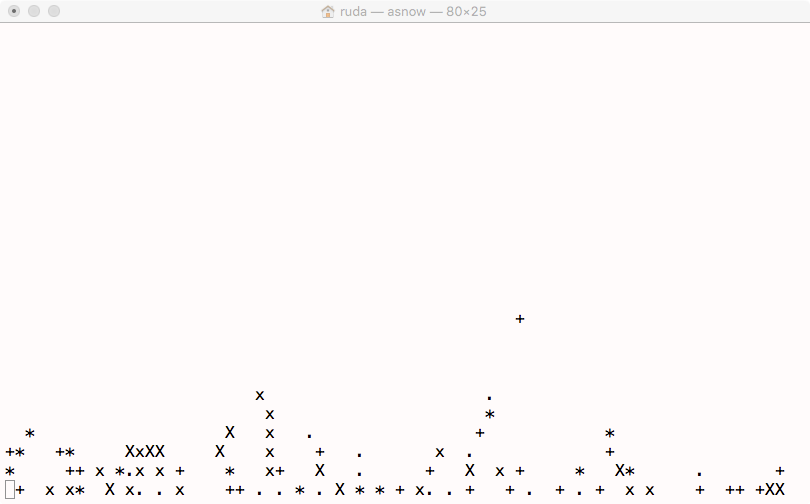 ruda — asnow — 80×25
+
x .
x *
* X x . + *
+* ++ XxXX X x + . x . +
* ++ x *.x x + * x+ X . + X x + * X* . +
+ x x* X x. . x ++ . . * . X * * + x. . + + . + . + x x + ++ +XX